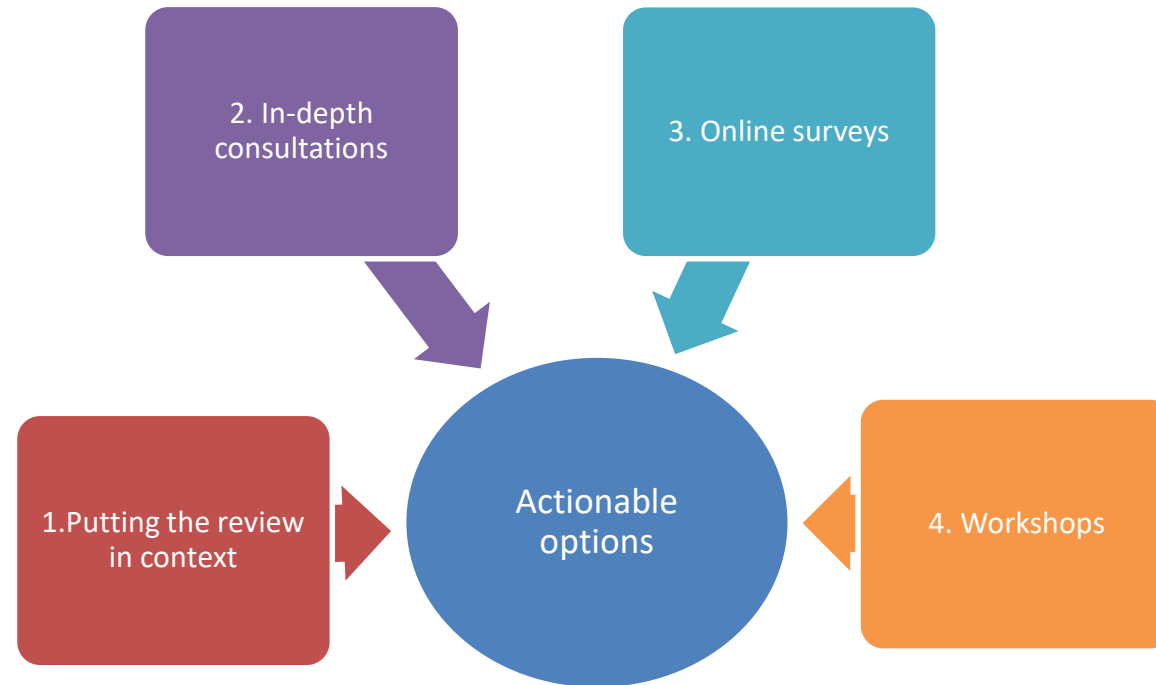 2. In-depth
consultations
3. Online surveys
1.Putting the review
in context
Actionable
options
4. Workshops